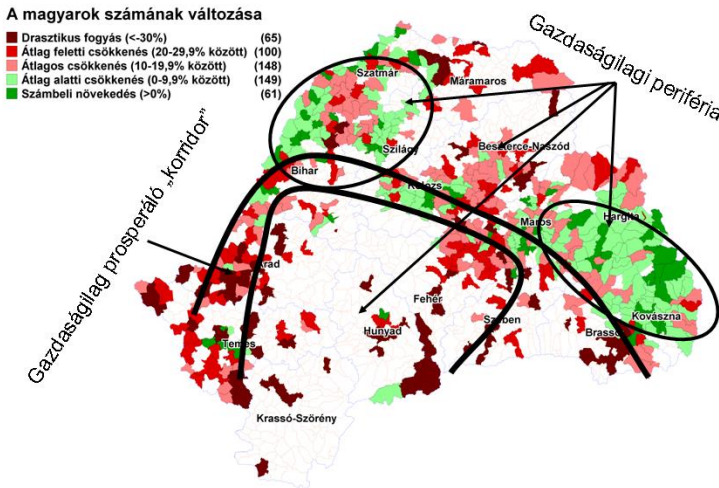 A magyarok számának változása
Drasztikus fogyás (<-30%) (65)
Átlag feletti csökkenés (20-29,9% között) (100)
Átlagos csökkenés (10-19,9% között) (148)
Átlag alatti csökkenés (0-9,9% között) (149)
Számbeli növekedés (>0%) (61)
Gazdaságilagi periféria
Gazdaságilag prosperáló „korridor”
Szatmár
Máramaros
Szilágy
Beszterce-Naszód
Bihar
Kolozs
Maros
Hargita
Arad
Fehér
Kovászna
Hunyad
Szeben
Brassó
Temes
Krassó-Szörény